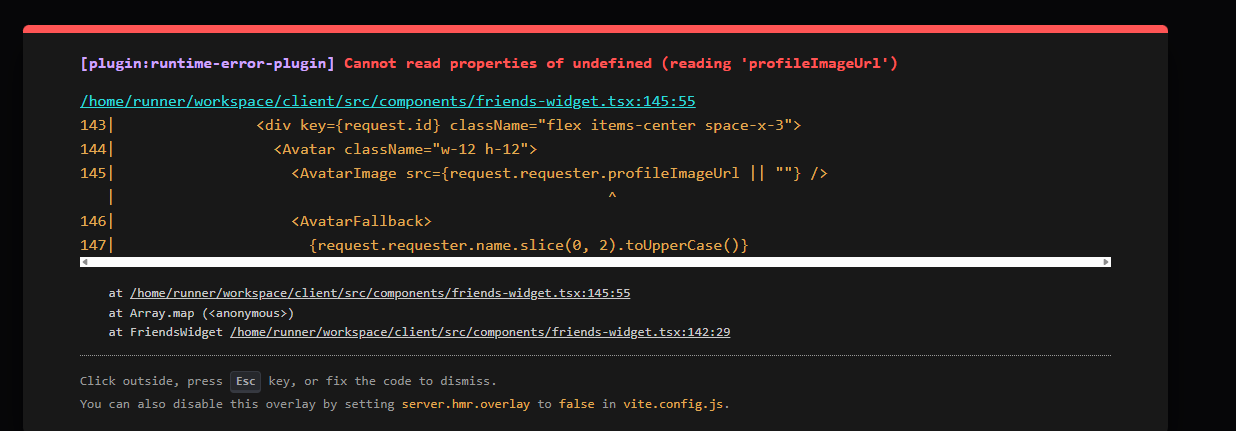 [plugin:runtime-error-plugin] Cannot read properties of undefined (reading 'profileImageUrl')
/home/runner/workspace/client/src/components/friends-widget.tsx:145:55
143|                <div key={request.id} className="flex items-center space-x-3">
144|                  <Avatar className="w-12 h-12">
145|                    <AvatarImage src={request.requester.profileImageUrl || ""} />
   |                                                         ^
146|                    <AvatarFallback>
147|                      {request.requester.name.slice(0, 2).toUpperCase()}
at /home/runner/workspace/client/src/components/friends-widget.tsx:145:55
at Array.map (<anonymous>)
at FriendsWidget /home/runner/workspace/client/src/components/friends-widget.tsx:142:29
Click outside, press Esc key, or fix the code to dismiss.
You can also disable this overlay by setting server.hmr.overlay to false in vite.config.js.